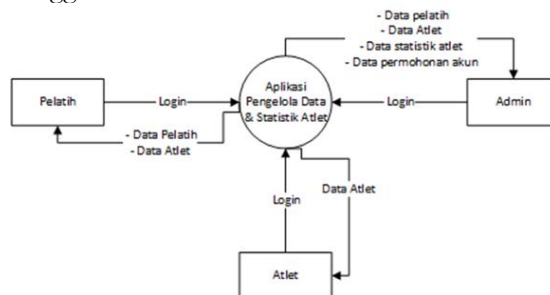 - Data pelatih
- Data Atlet
- Data statistik atlet
- Data permohonan akun
Pelatih
Login
Aplikasi
Pengelola Data
& Statistik Atlet
Login
Admin
- Data Pelatih
- Data Atlet
Login
Data Atlet
Atlet